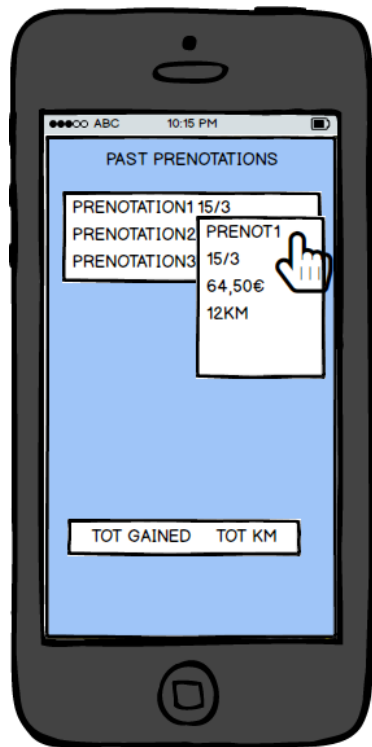 ABC 10:15 PM
PAST PRENOTATIONS
PRENOTATION1 15/3
PRENOTATION2
PRENOTATION3
PRENOT1
15/3
64,50€
12KM
TOT GAINED TOT KM